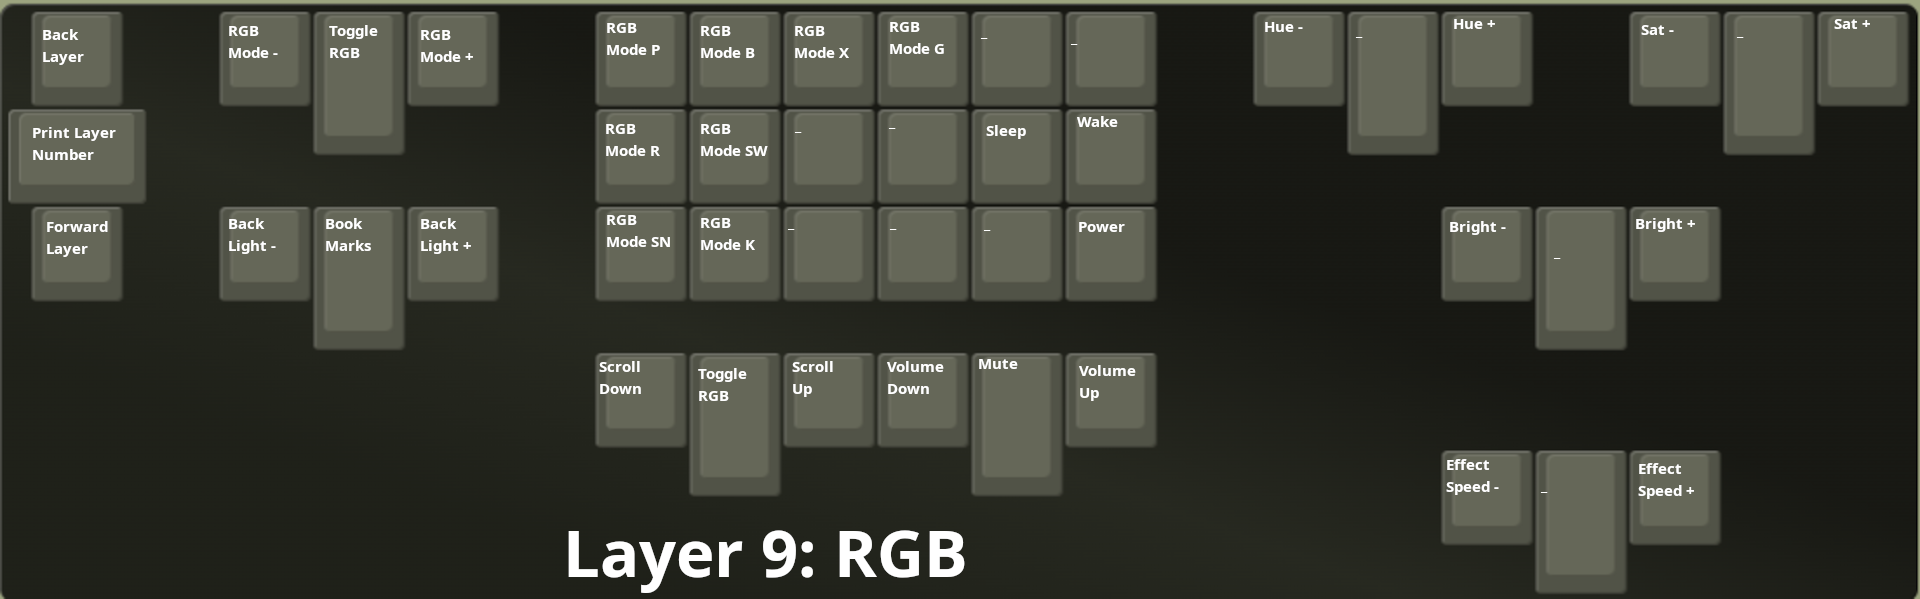 Back
Layer
RGB
Mode -
Toggle
RGB
RGB
Mode +
RGB
Mode P
RGB
Mode B
RGB
Mode X
RGB
Mode G
_
_
Hue -
_
Hue +
Sat -
_
Sat +
Print Layer
Number
RGB
Mode R
RGB
Mode SW
_
_
Sleep
Wake
Forward
Layer
Back
Light -
Book
Marks
Back
Light +
RGB
Mode SN
RGB
Mode K
_
_
_
Power
Bright -
_
Bright +
Scroll
Down
Toggle
RGB
Scroll
Up
Volume
Down
Mute
Volume
Up
Effect
Speed -
_
Effect
Speed +
Layer 9: RGB